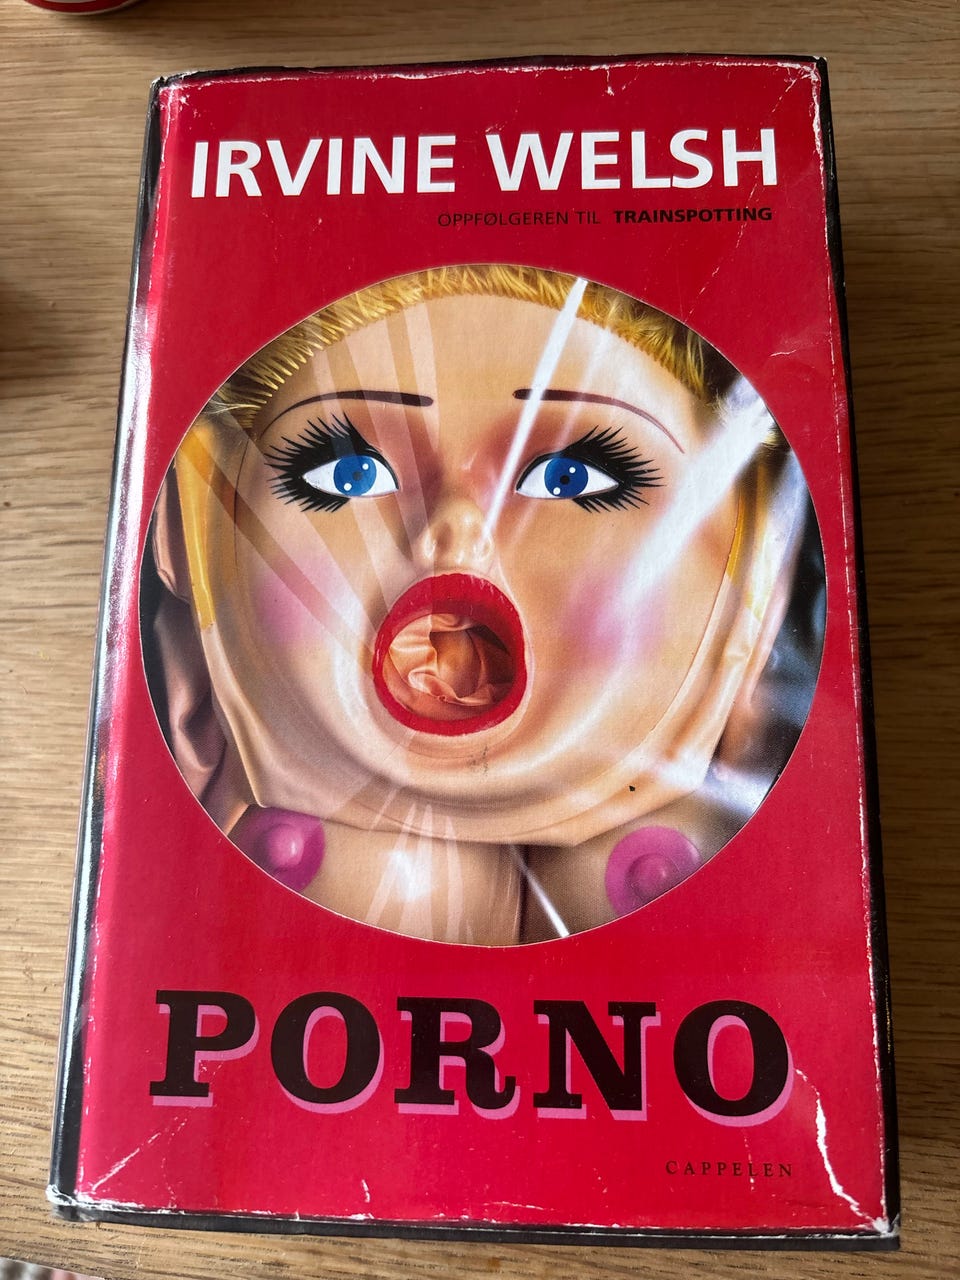 IRVINE WELSH
OPPFØLGEREN TIL TRAINSPOTTING
PORNO
CAPPELEN